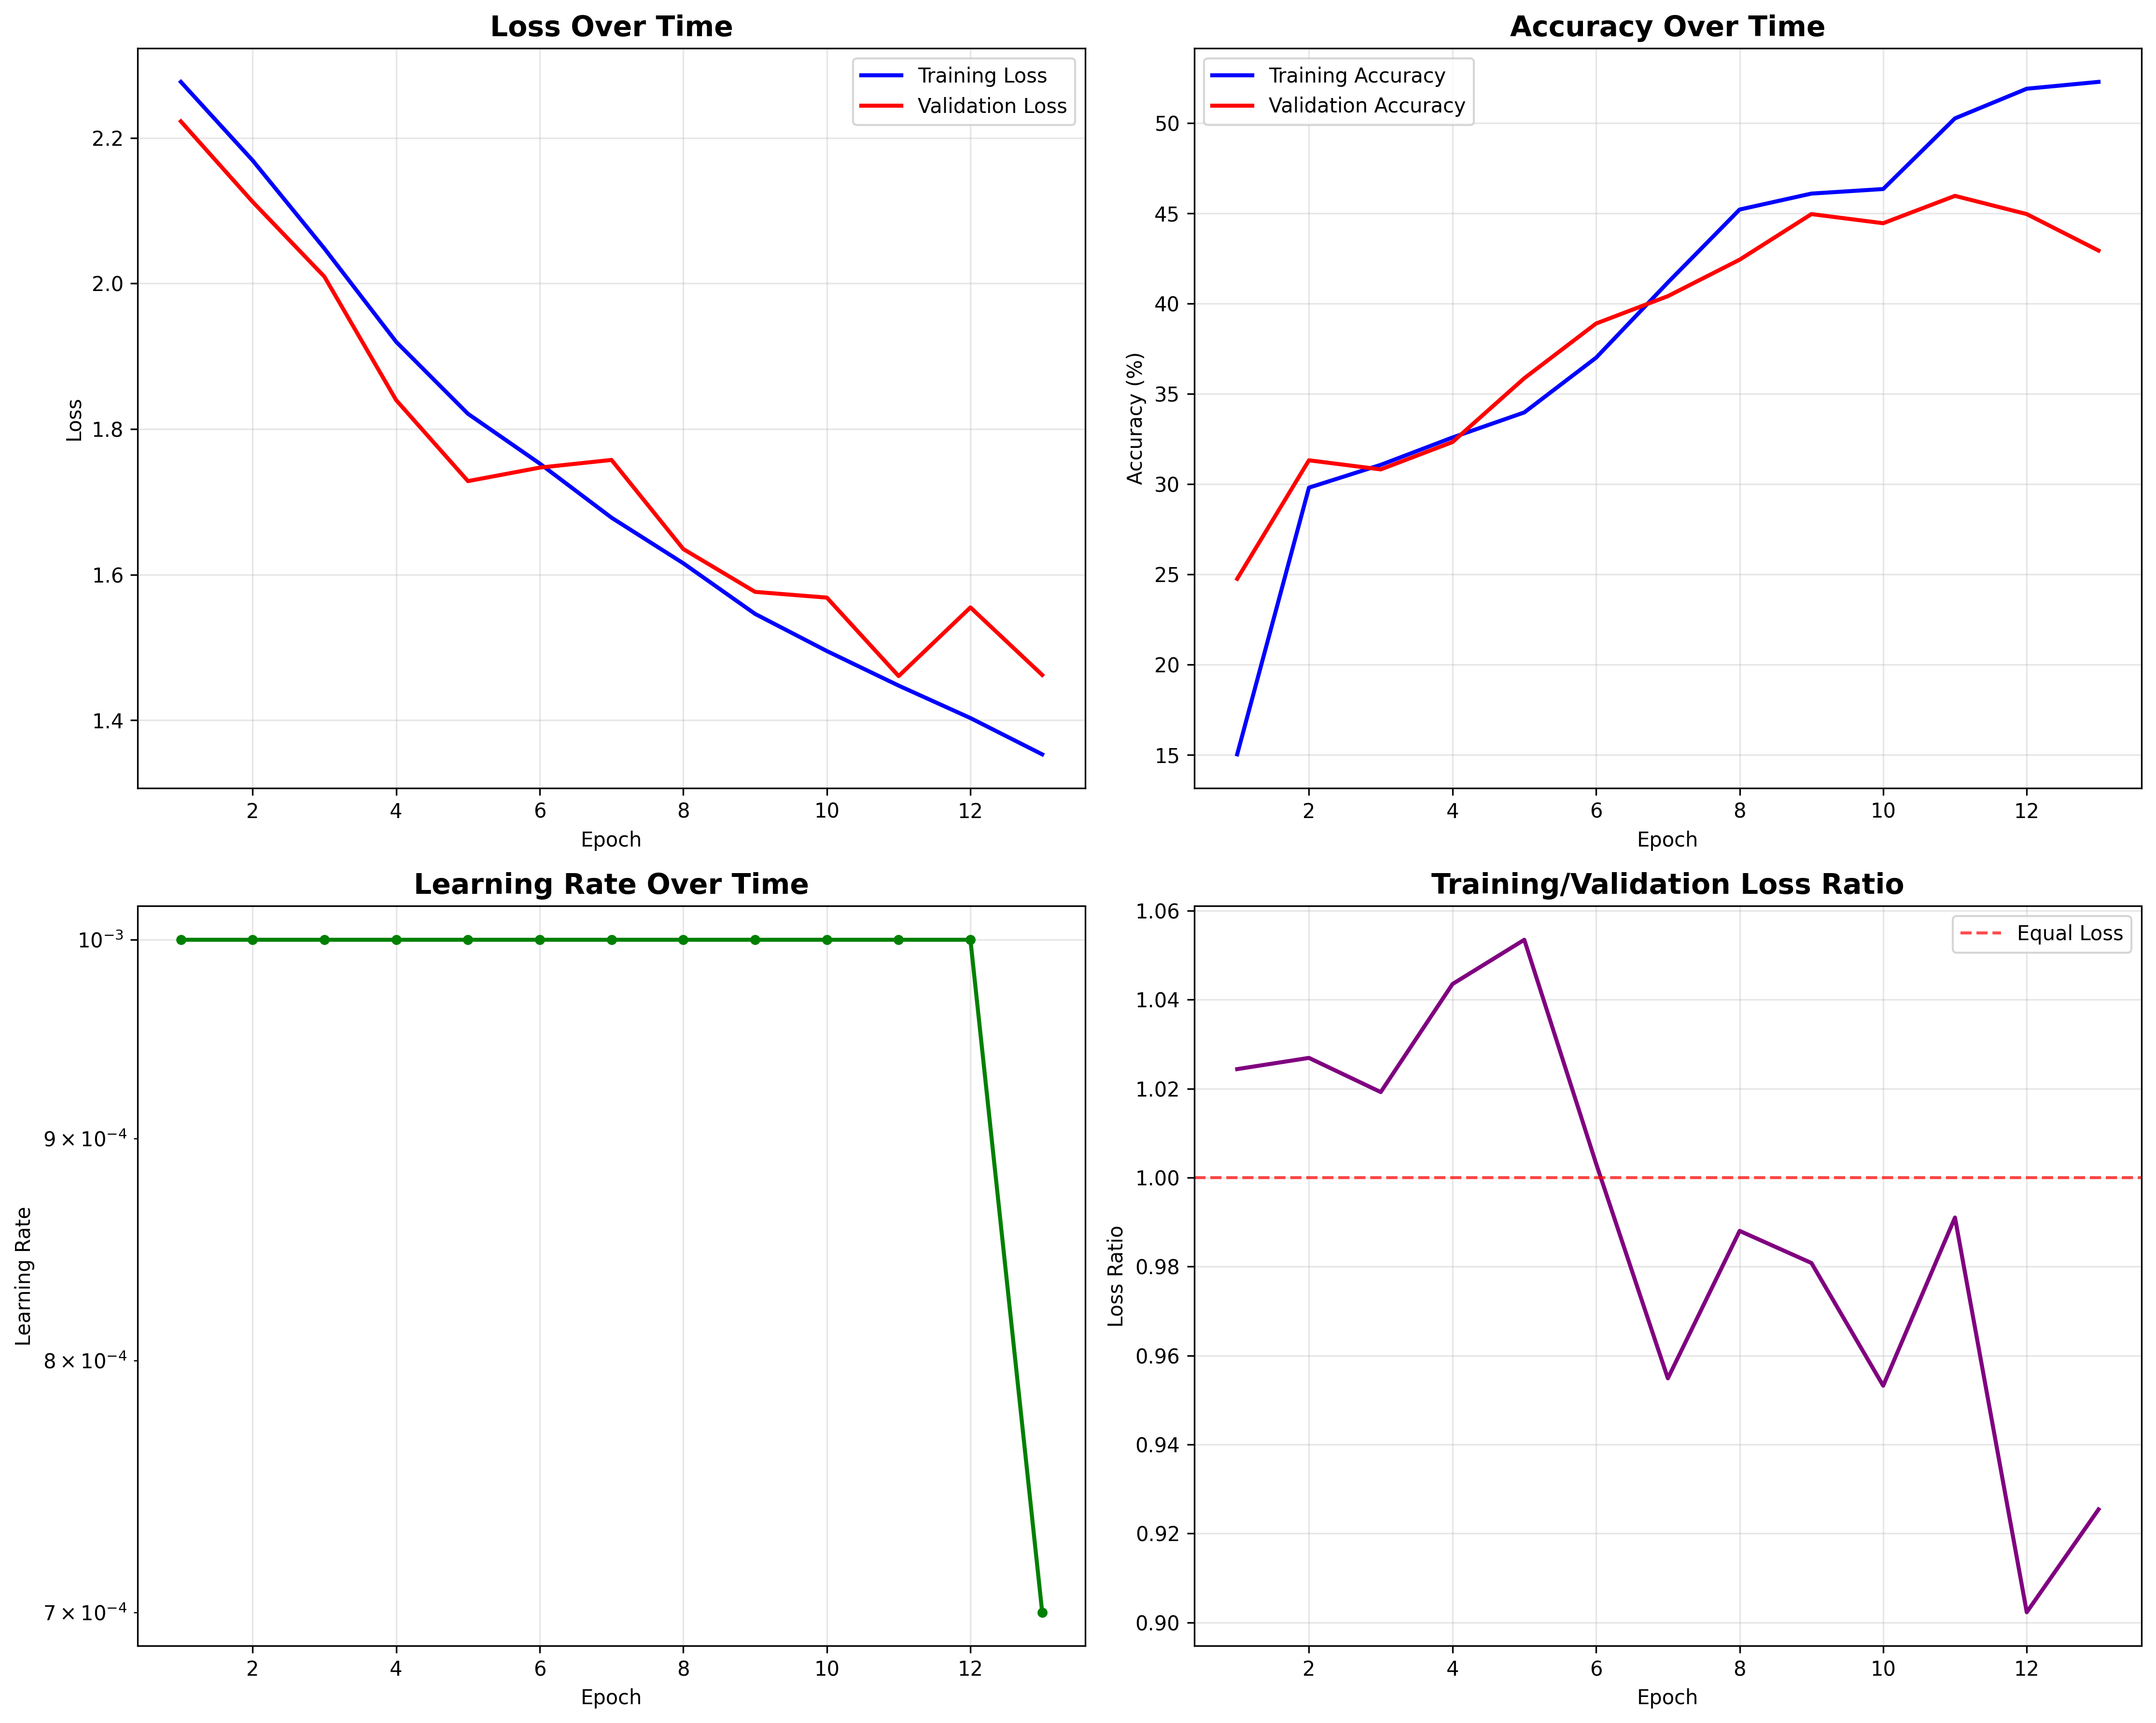 Loss Over Time
Training Loss
Validation Loss
2.2
2.0
1.8
1.6
1.4
Loss
2 4 6 8 10 12
Epoch
Accuracy Over Time
Training Accuracy
Validation Accuracy
50
45
40
35
30
25
20
15
Accuracy (%)
2 4 6 8 10 12
Epoch
Learning Rate Over Time
10⁻³
9 × 10⁻⁴
8 × 10⁻⁴
7 × 10⁻⁴
Learning Rate
2 4 6 8 10 12
Epoch
Training/Validation Loss Ratio
Equal Loss
1.06
1.04
1.02
1.00
0.98
0.96
0.94
0.92
0.90
Loss Ratio
2 4 6 8 10 12
Epoch